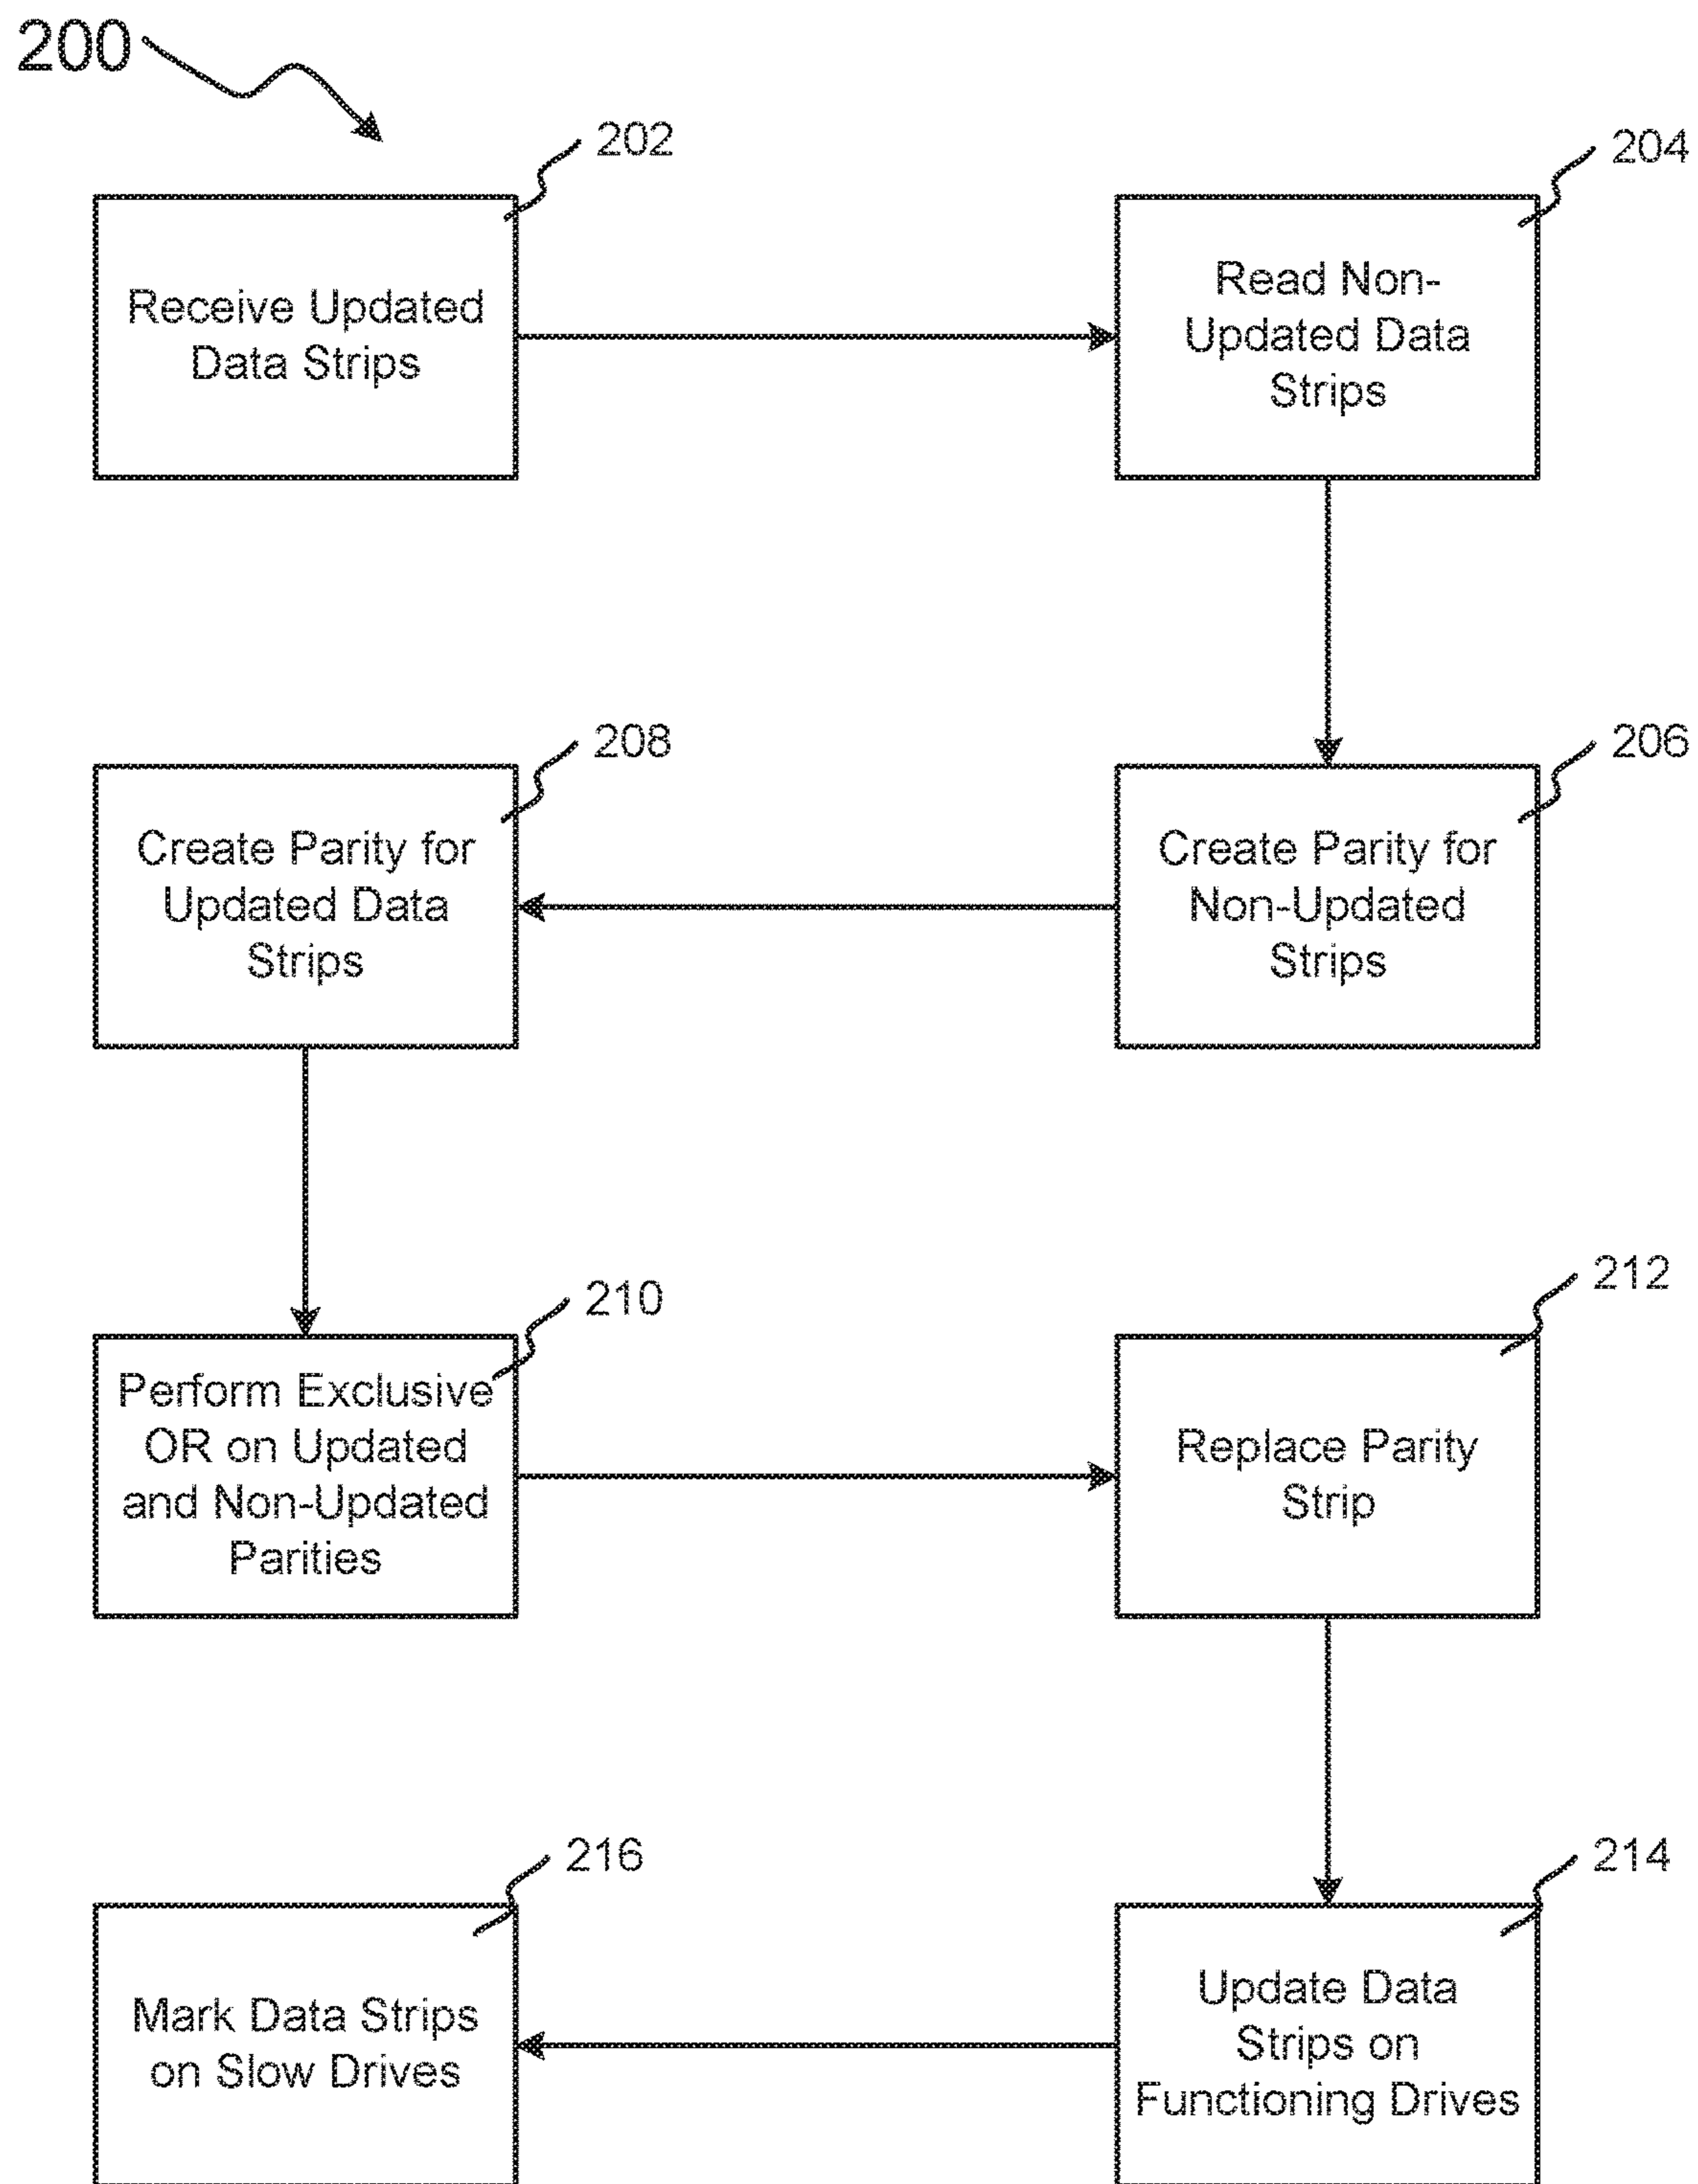 200
202
Receive Updated
Data Strips
204
Read Non-
Updated Data
Strips
208
Create Parity for
Updated Data
Strips
206
Create Parity for
Non-Updated
Strips
210
Perform Exclusive
OR on Updated
and Non-Updated
Parities
212
Replace Parity
Strip
216
Mark Data Strips
on Slow Drives
214
Update Data
Strips on
Functioning Drives